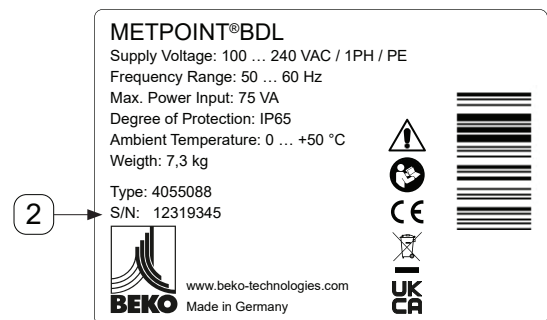 METPOINT®BDL
Supply Voltage: 100 … 240 VAC / 1PH / PE
Frequency Range: 50 … 60 Hz
Max. Power Input: 75 VA
Degree of Protection: IP65
Ambient Temperature: 0 … +50 °C
Weigth: 7,3 kg
Type: 4055088
2
S/N: 12319345
CE
UK
CA
BEKO
www.beko-technologies.com
Made in Germany